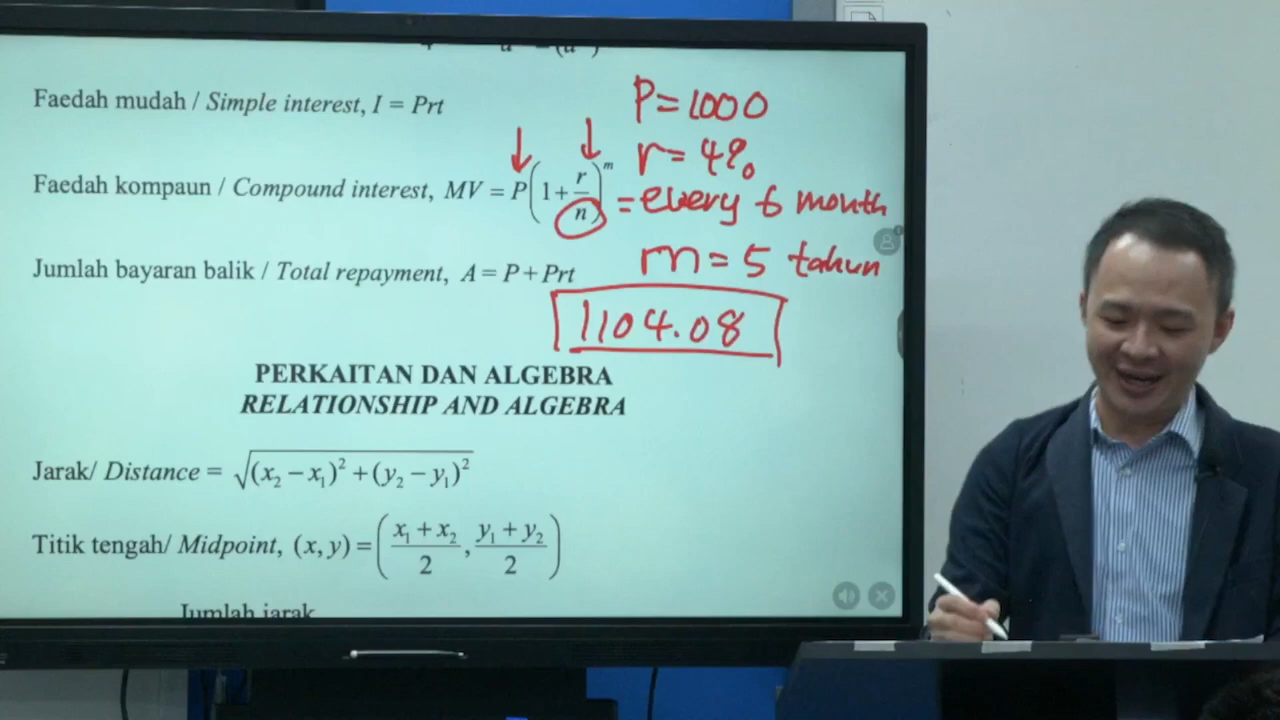 Faedah mudah / Simple interest, I = Prt
P = 1000
r = 4%
Faedah kompaun / Compound interest, MV = P(1 + r/n)^m
= every 6 month
m = 5 tahun
Jumlah bayaran balik / Total repayment, A = P + Prt
1104.08
PERKAITAN DAN ALGEBRA
RELATIONSHIP AND ALGEBRA
Jarak/ Distance = √(x₂ − x₁)² + (y₂ − y₁)²
Titik tengah/ Midpoint, (x, y) = (x₁ + x₂/2, y₁ + y₂/2)
Jumlah jarak